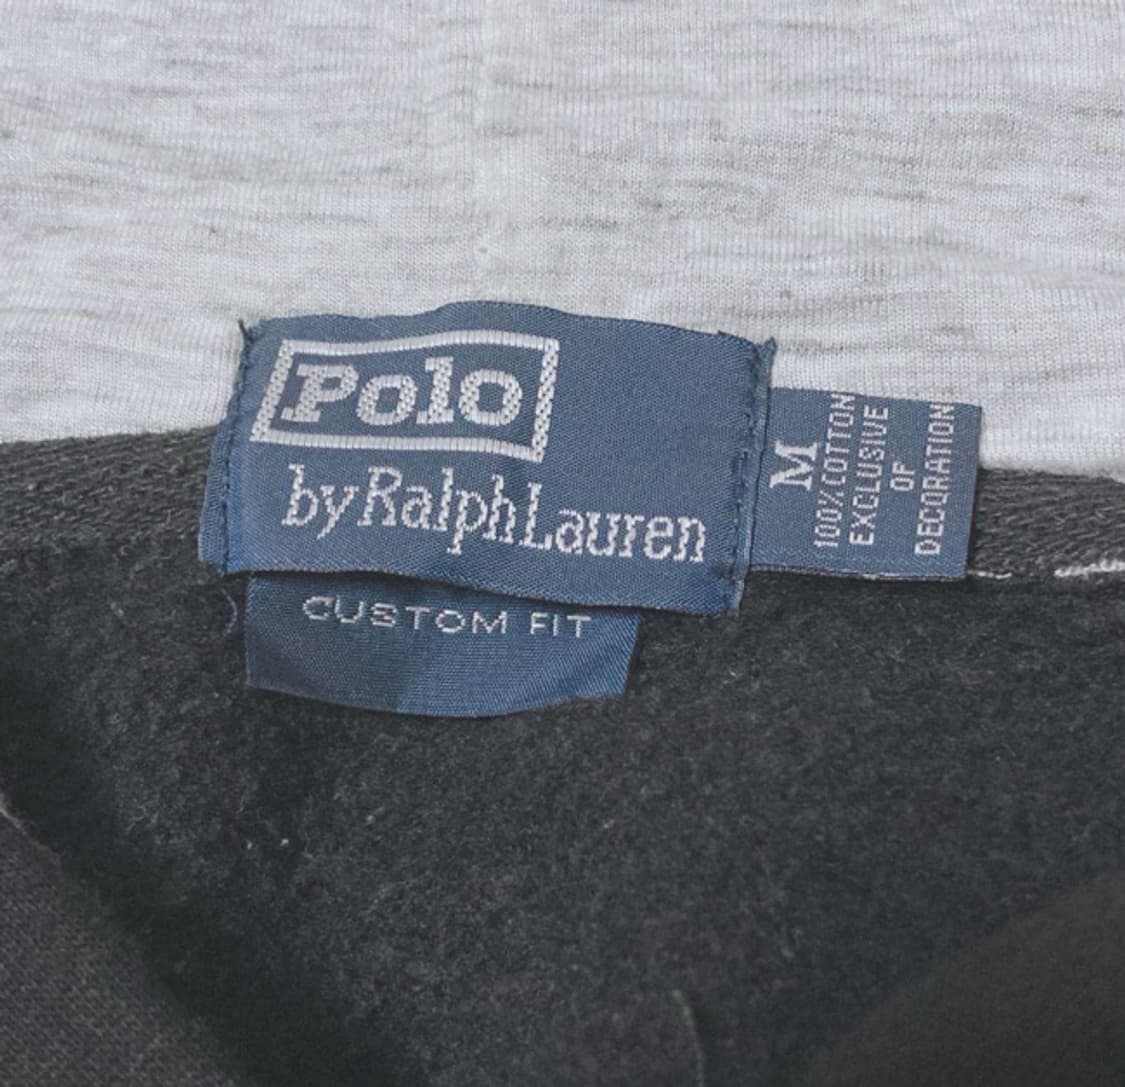 Polo
by Ralph Lauren
CUSTOM FIT
M
100% COTTON
EXCLUSIVE
OF
DECORATION